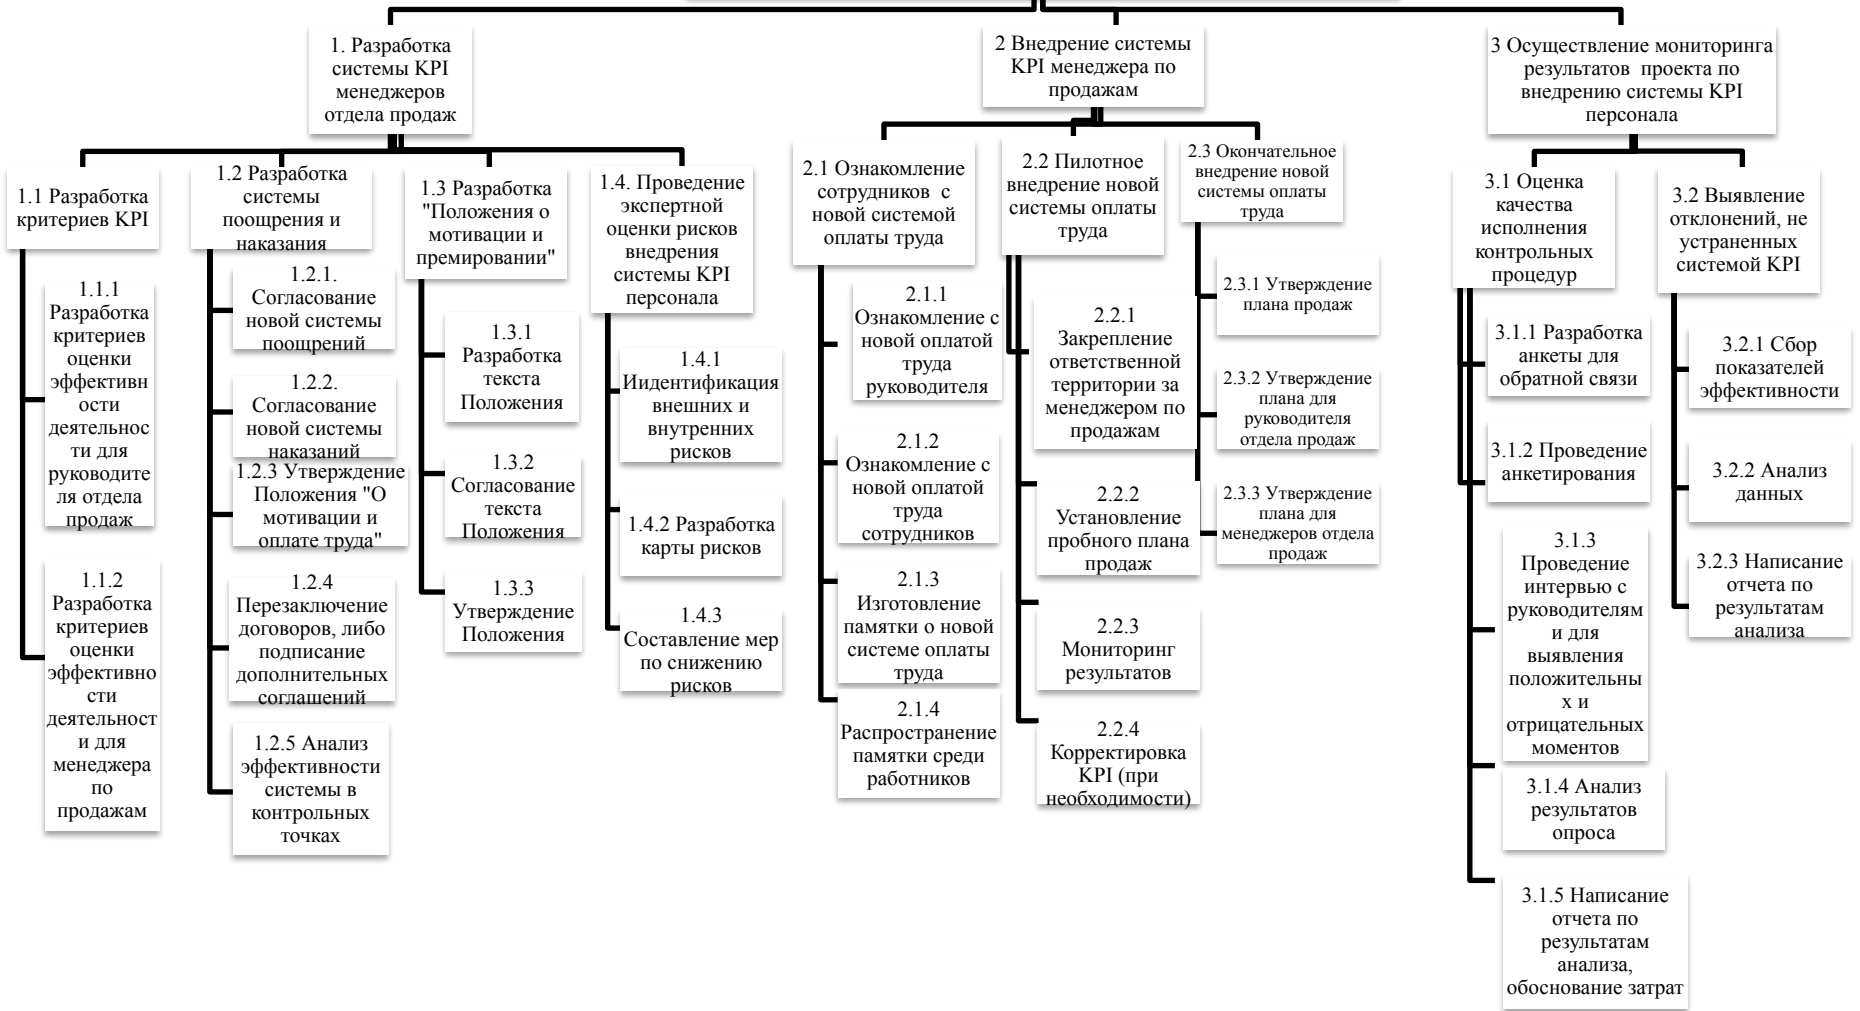 1. Разработка
системы KPI
менеджеров
отдела продаж
1.1 Разработка
критериев KPI
1.1.1
Разработка
критериев
оценки
эффективн
ости
деятельнос
ти для
руководите
ля отдела
продаж
1.1.2
Разработка
критериев
оценки
эффективно
сти
деятельност
и для
менеджера
по
продажам
1.2 Разработка
системы
поощрения и
наказания
1.2.1.
Согласование
новой системы
поощрений
1.2.2.
Согласование
новой системы
наказаний
1.2.3 Утверждение
Положения "О
мотивации и
оплате труда"
1.2.4
Перезаключение
договоров, либо
подписание
дополнительных
соглашений
1.2.5 Анализ
эффективности
системы в
контрольных
точках
1.3 Разработка
"Положения о
мотивации и
премировании"
1.3.1
Разработка
текста
Положения
1.3.2
Согласование
текста
Положения
1.3.3
Утверждение
Положения
1.4. Проведение
экспертной
оценки рисков
внедрения
системы KPI
персонала
1.4.1
Иидентификация
внешних и
внутренних
рисков
1.4.2 Разработка
карты рисков
1.4.3
Составление мер
по снижению
рисков
2 Внедрение системы
KPI менеджера по
продажам
2.1 Ознакомление
сотрудников с
новой системой
оплаты труда
2.1.1
Ознакомление с
новой оплатой
труда
руководителя
2.1.2
Ознакомление с
новой оплатой
труда
сотрудников
2.1.3
Изготовление
памятки о новой
системе оплаты
труда
2.1.4
Распространение
памятки среди
работников
2.2 Пилотное
внедрение новой
системы оплаты
труда
2.2.1
Закрепление
ответственной
территории за
менеджером по
продажам
2.2.2
Установление
пробного плана
продаж
2.2.3
Мониторинг
результатов
2.2.4
Корректировка
KPI (при
необходимости)
2.3 Окончательное
внедрение новой
системы оплаты
труда
2.3.1 Утверждение
плана продаж
2.3.2 Утверждение
плана для
руководителя
отдела продаж
2.3.3 Утверждение
плана для
менеджеров отдела
продаж
3 Осуществление мониторинга
результатов проекта по
внедрению системы KPI
персонала
3.1 Оценка
качества
исполнения
контрольных
процедур
3.1.1 Разработка
анкеты для
обратной связи
3.1.2 Проведение
анкетирования
3.1.3
Проведение
интервью с
руководителям
и для
выявления
положительны
х и
отрицательных
моментов
3.1.4 Анализ
результатов
опроса
3.1.5 Написание
отчета по
результатам
анализа,
обоснование затрат
3.2 Выявление
отклонений, не
устраненных
системой KPI
3.2.1 Сбор
показателей
эффективности
3.2.2 Анализ
данных
3.2.3 Написание
отчета по
результатам
анализа